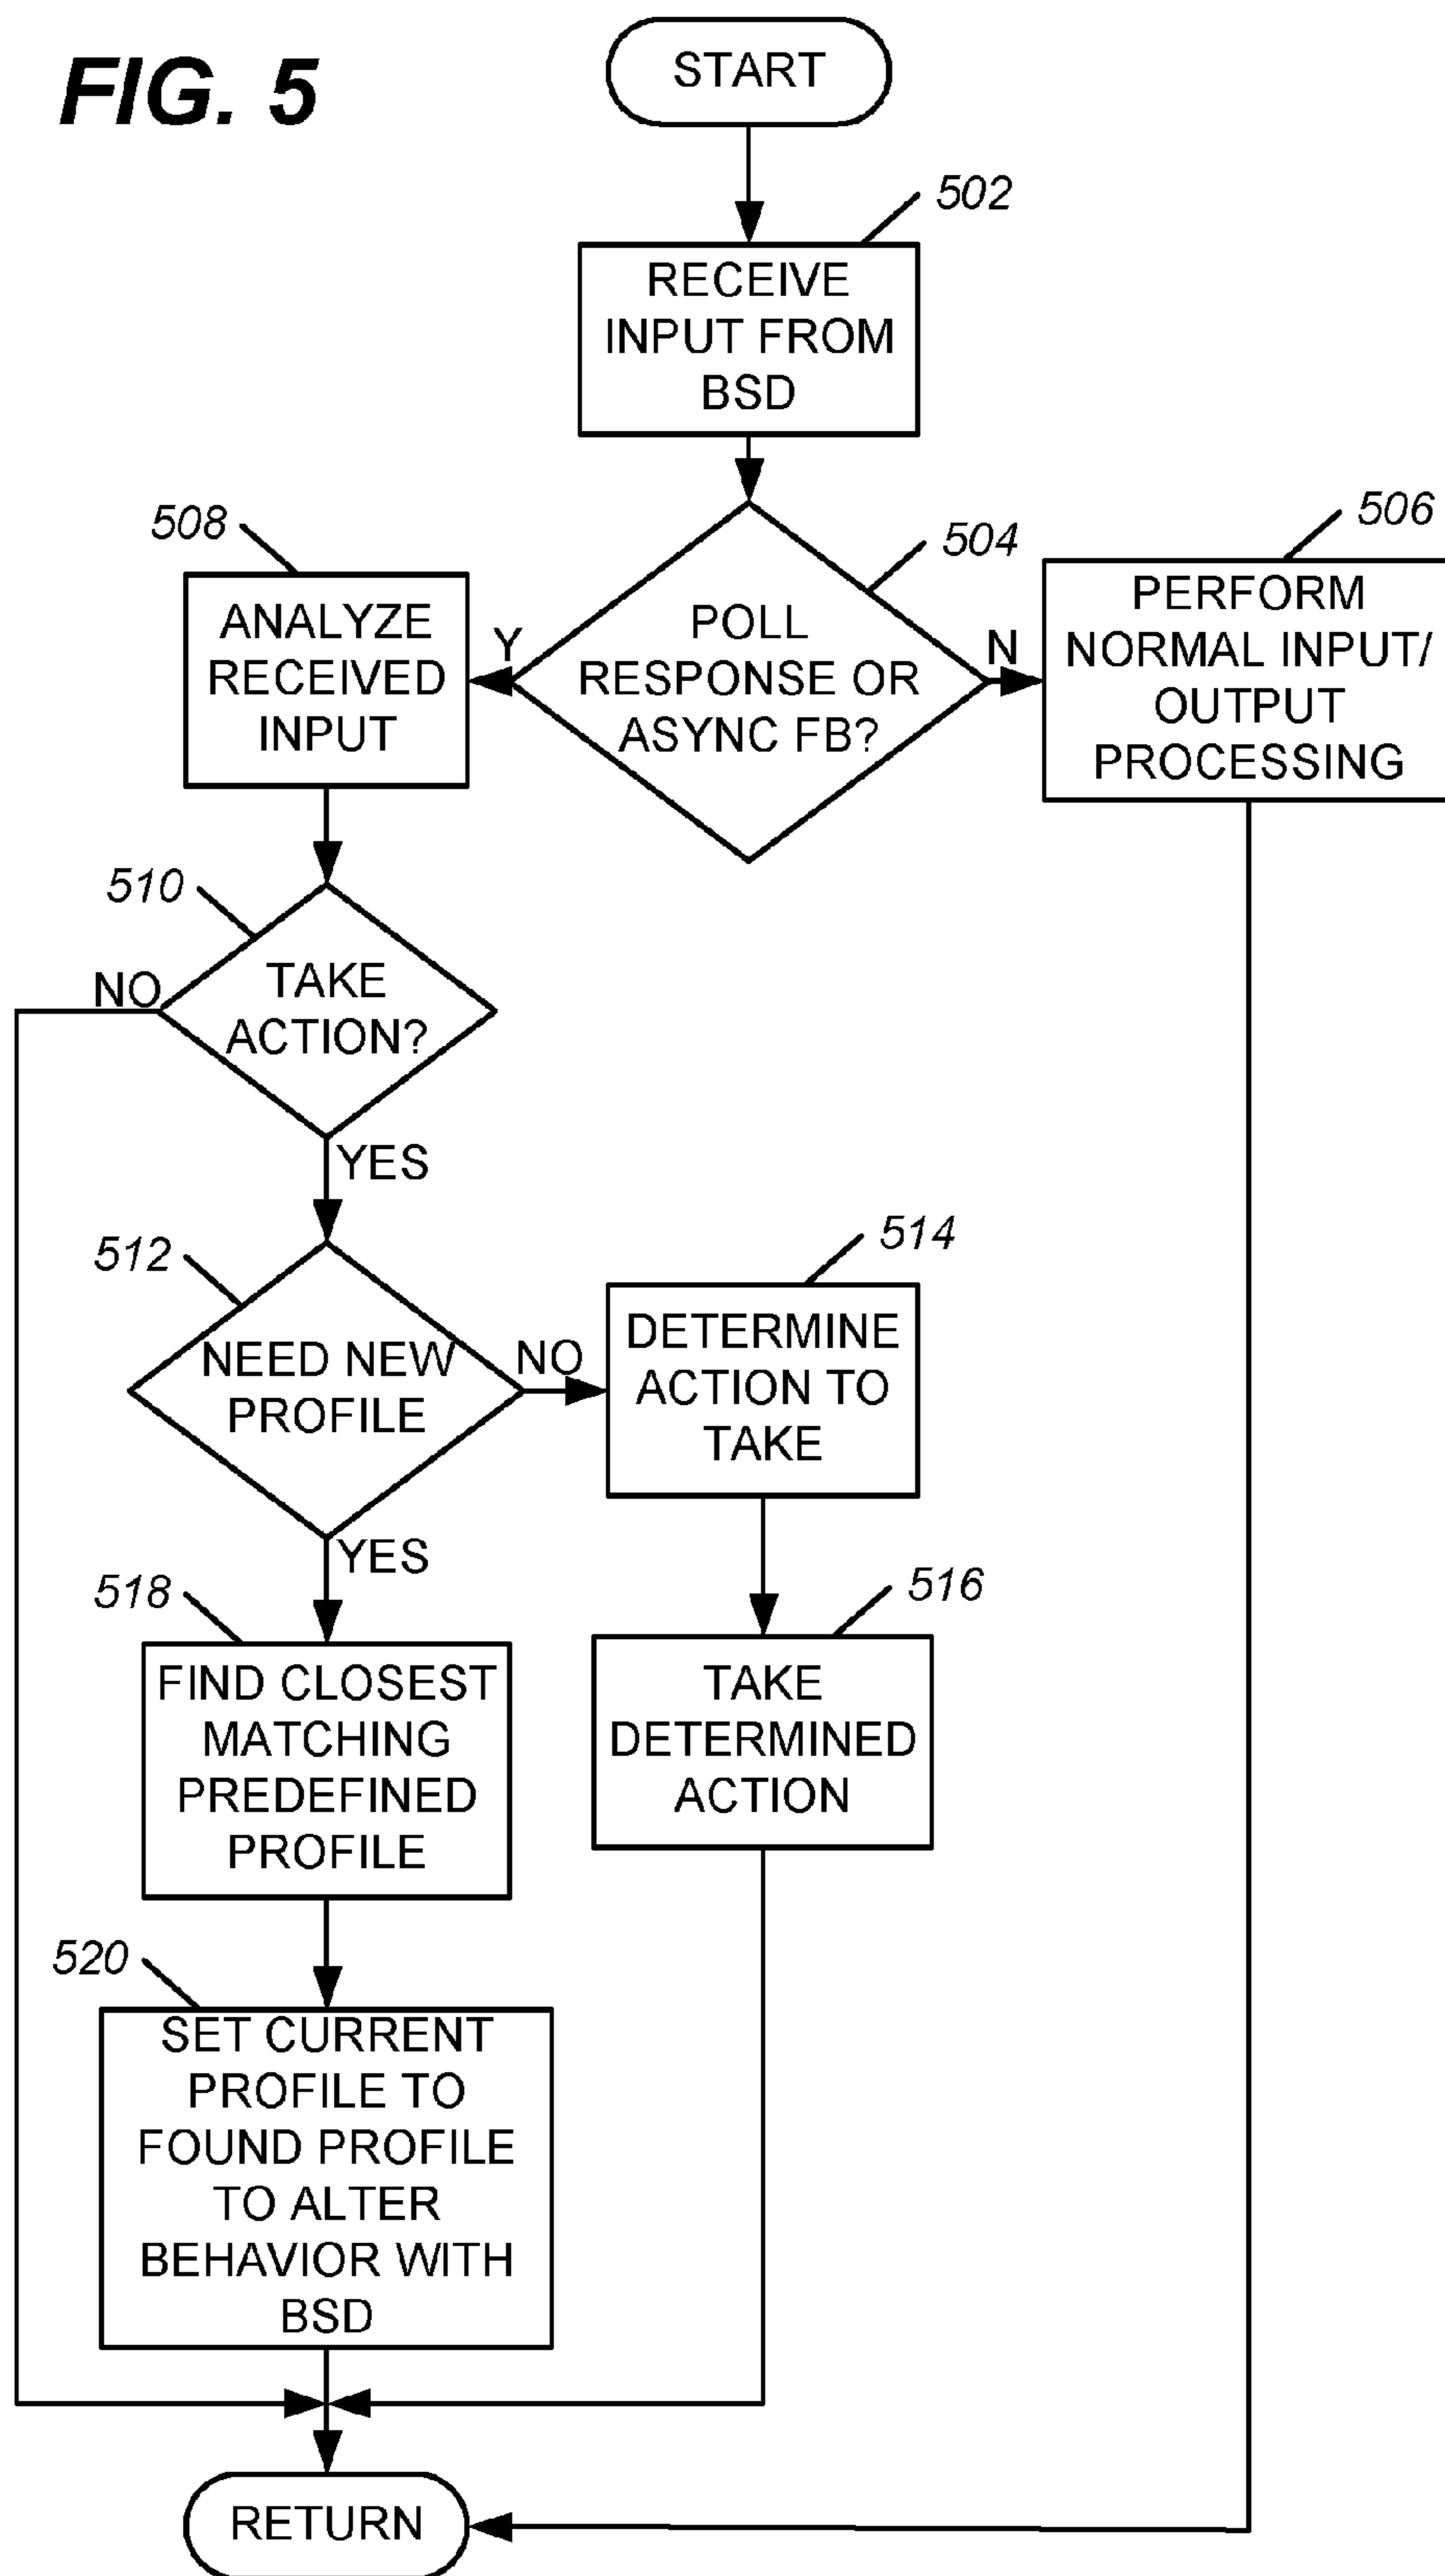 FIG. 5
START
502
RECEIVE
INPUT FROM
BSD
504
POLL
RESPONSE OR
ASYNC FB?
Y
N
506
PERFORM
NORMAL INPUT/
OUTPUT
PROCESSING
508
ANALYZE
RECEIVED
INPUT
510
TAKE
ACTION?
NO
YES
512
NEED NEW
PROFILE
NO
YES
514
DETERMINE
ACTION TO
TAKE
516
TAKE
DETERMINED
ACTION
518
FIND CLOSEST
MATCHING
PREDEFINED
PROFILE
520
SET CURRENT
PROFILE TO
FOUND PROFILE
TO ALTER
BEHAVIOR WITH
BSD
RETURN